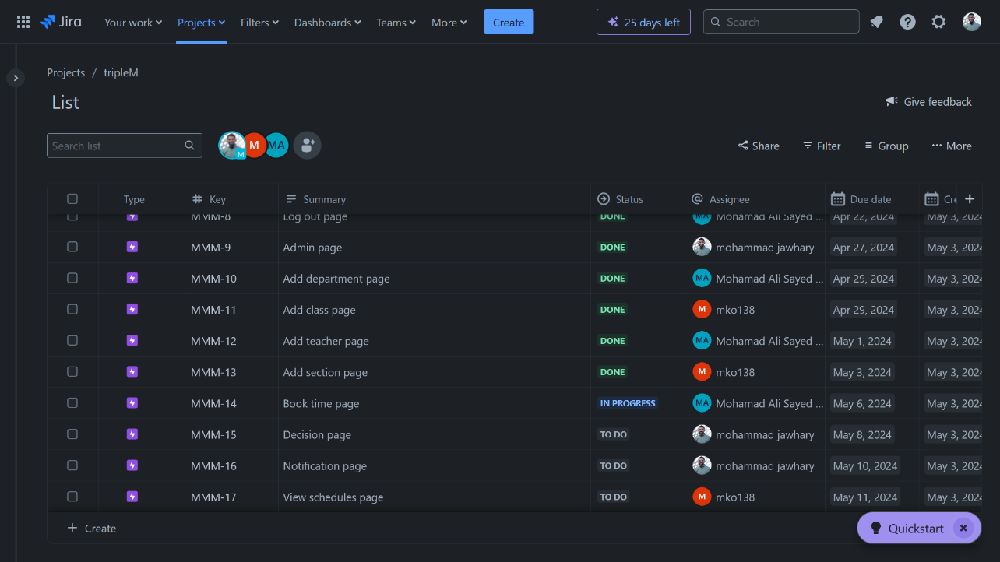 Jira Your work Projects Filters Dashboards Teams More Create 25 days left Search
Projects / tripleM
List
Give feedback
Search list M M MA Share Filter Group More
Type Key Summary Status Assignee Due date Cre
MMM-8 Log out page DONE MA Mohamad Ali Sayed ... Apr 22, 2024 May 3, 2024
MMM-9 Admin page DONE mohammad jawhary Apr 27, 2024 May 3, 2024
MMM-10 Add department page DONE MA Mohamad Ali Sayed ... Apr 29, 2024 May 3, 2024
MMM-11 Add class page DONE M mko138 Apr 29, 2024 May 3, 2024
MMM-12 Add teacher page DONE MA Mohamad Ali Sayed ... May 1, 2024 May 3, 2024
MMM-13 Add section page DONE M mko138 May 3, 2024 May 3, 2024
MMM-14 Book time page IN PROGRESS MA Mohamad Ali Sayed ... May 6, 2024 May 3, 2024
MMM-15 Decision page TO DO mohammad jawhary May 8, 2024 May 3, 2024
MMM-16 Notification page TO DO mohammad jawhary May 10, 2024 May 3, 2024
MMM-17 View schedules page TO DO M mko138 May 11, 2024 May 3, 2024
+ Create
Quickstart